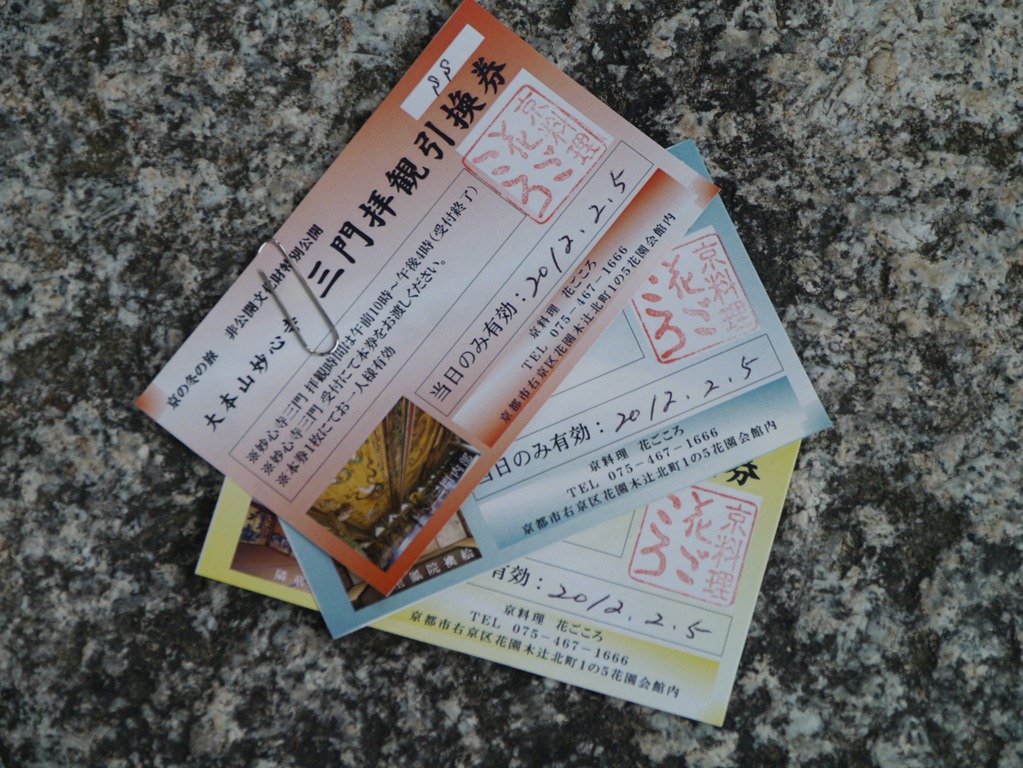 京の冬の旅 非公開文化財特別公開
大本山妙心寺
三門拝観引換券
※妙心寺三門 拝観時間は午前10時～午後4時(受付終了)
※妙心寺三門 受付にて本券をお渡しください。
※本券1枚にてお一人様有効
京料理
花ごころ
当日のみ有効：2012.2.5
京料理 花ごころ
TEL 075-467-1666
京都市右京区花園木辻北町1の5花園会館内
三門内部
京料理
花ごころ
当日のみ有効：2012.2.5
京料理 花ごころ
TEL 075-467-1666
京都市右京区花園木辻北町1の5花園会館内
券
京料理
花ごころ
有効：2012.2.5
京料理 花ごころ
TEL 075-467-1666
京都市右京区花園木辻北町1の5花園会館内